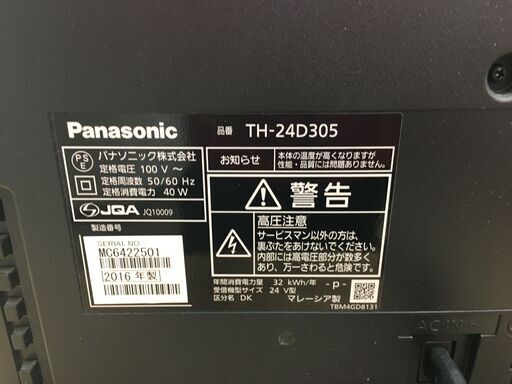 Panasonic 品番 TH-24D305
PSE パナソニック株式会社
定格電圧 100 V ～
定格周波数 50/60 Hz
定格消費電力 40 W
JQA JQ10009
製造番号
SERIAL NO.
MC6422501
2016 年製
お知らせ
本体の温度が高くなりますが
性能・品質には問題ありません。
警告
高圧注意
サービスマン以外の方は、
裏ぶたをあけないでください。
内部には高電圧部分が数多く
あり、万一さわると危険です。
年間消費電力量 32 kWh/年 - p -
受信機型サイズ 24 V型
区分名 DK マレーシア製
TBM4GD8131
AC IN ~